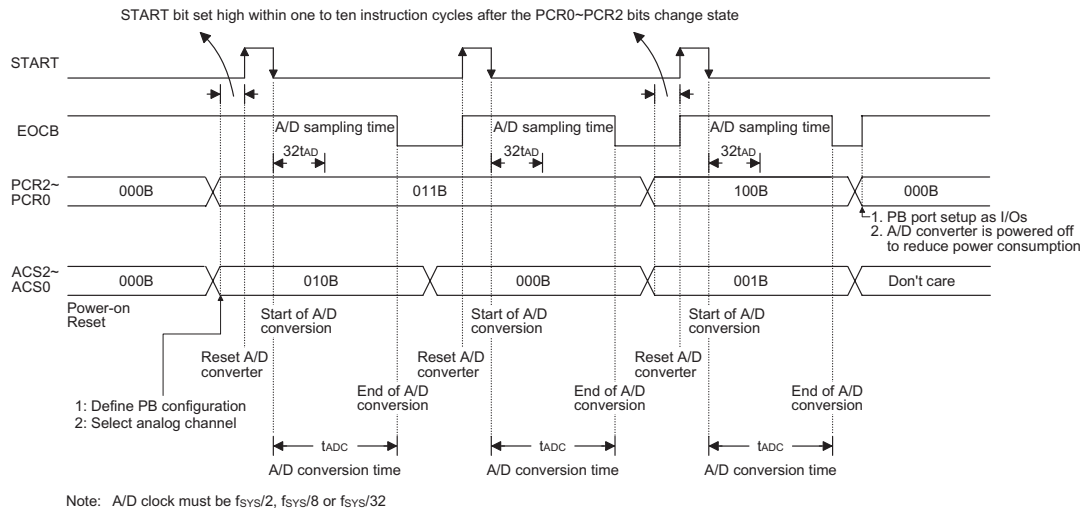 START bit set high within one to ten instruction cycles after the PCR0~PCR2 bits change state
START
EOCB
A/D sampling time
A/D sampling time
A/D sampling time
32tAD
32tAD
32tAD
PCR2~
PCR0
000B
011B
100B
000B
1. PB port setup as I/Os
2. A/D converter is powered off
to reduce power consumption
ACS2~
ACS0
000B
010B
000B
001B
Don't care
Power-on
Reset
Start of A/D
conversion
Start of A/D
conversion
Start of A/D
conversion
Reset A/D
converter
Reset A/D
converter
Reset A/D
converter
1: Define PB configuration
2: Select analog channel
End of A/D
conversion
End of A/D
conversion
End of A/D
conversion
tADC
tADC
tADC
A/D conversion time
A/D conversion time
A/D conversion time
Note: A/D clock must be fSYS/2, fSYS/8 or fSYS/32